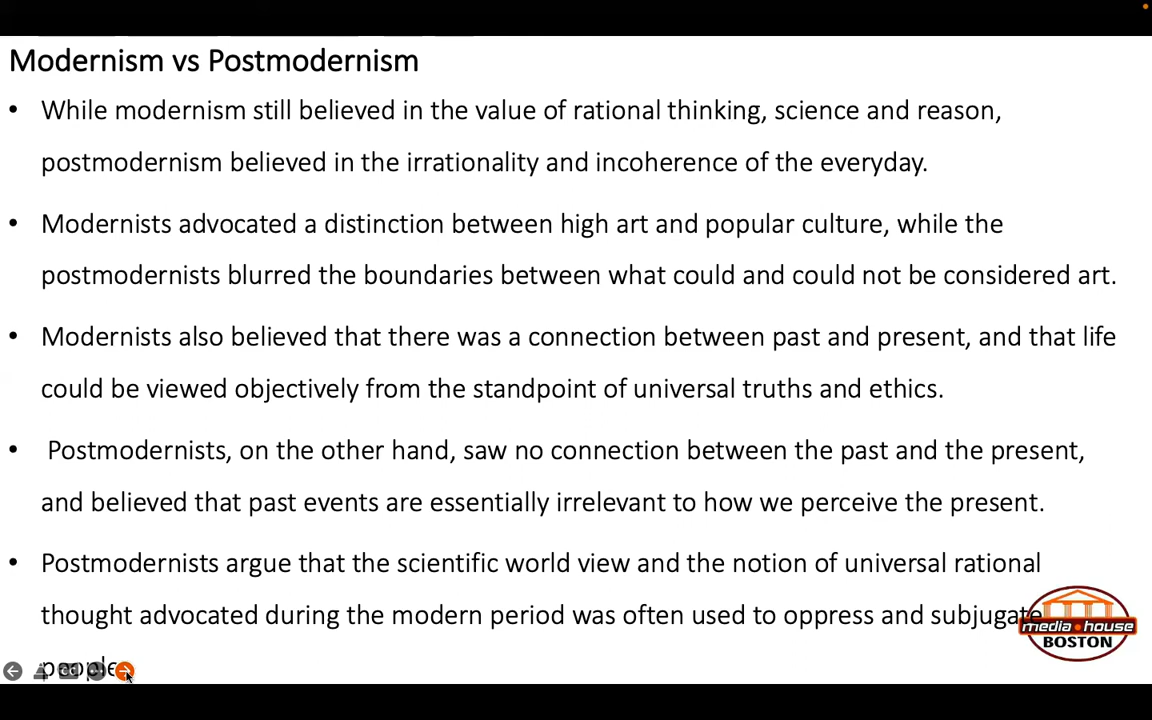 Modernism vs Postmodernism
• While modernism still believed in the value of rational thinking, science and reason,
postmodernism believed in the irrationality and incoherence of the everyday.
• Modernists advocated a distinction between high art and popular culture, while the
postmodernists blurred the boundaries between what could and could not be considered art.
• Modernists also believed that there was a connection between past and present, and that life
could be viewed objectively from the standpoint of universal truths and ethics.
• Postmodernists, on the other hand, saw no connection between the past and the present,
and believed that past events are essentially irrelevant to how we perceive the present.
• Postmodernists argue that the scientific world view and the notion of universal rational
thought advocated during the modern period was often used to oppress and subjugate
people
media•house
BOSTON